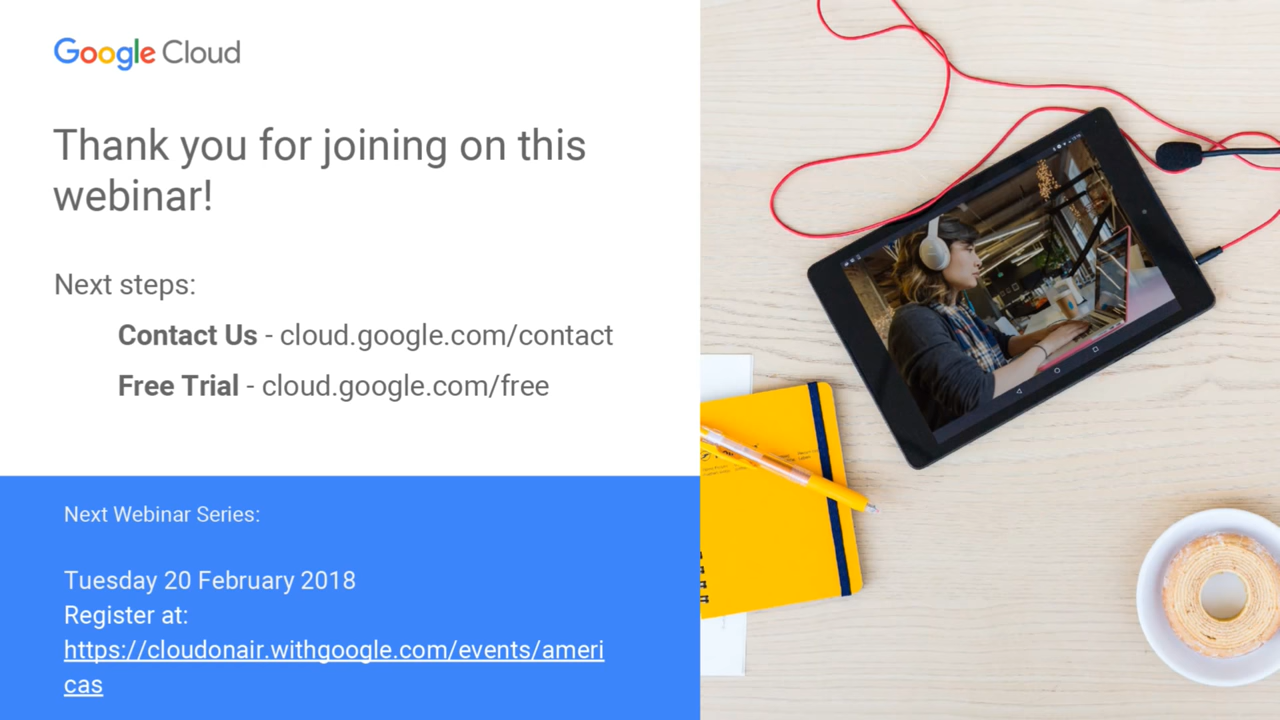 Google Cloud
Thank you for joining on this
webinar!
Next steps:
Contact Us - cloud.google.com/contact
Free Trial - cloud.google.com/free
Next Webinar Series:
Tuesday 20 February 2018
Register at:
https://cloudonair.withgoogle.com/events/ameri
cas